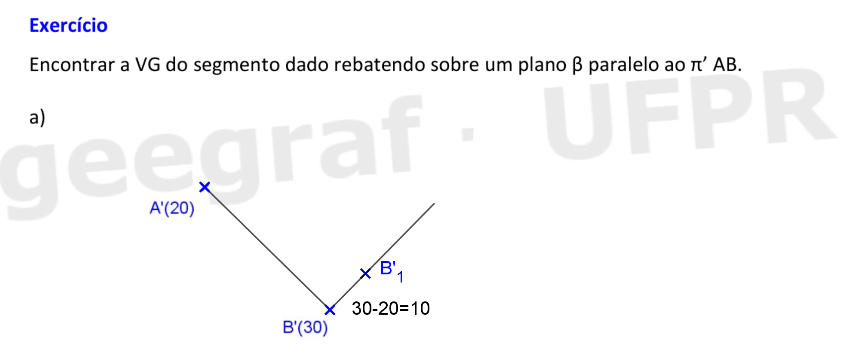 Exercício
Encontrar a VG do segmento dado rebatendo sobre um plano β paralelo ao π’ AB.
a)
geegraf · UFPR
A'(20)
B'₁
30-20=10
B'(30)